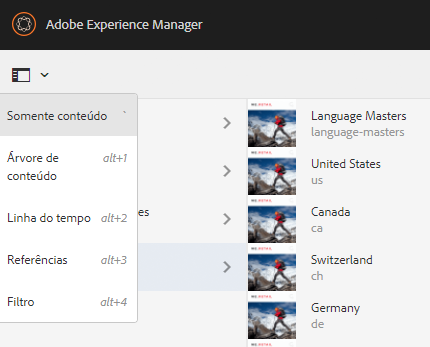 Adobe Experience Manager
Somente conteúdo `
Árvore de alt+1
conteúdo
Linha do tempo alt+2
Referências alt+3
Filtro alt+4
es
Language Masters
language-masters
United States
us
Canada
ca
Switzerland
ch
Germany
de